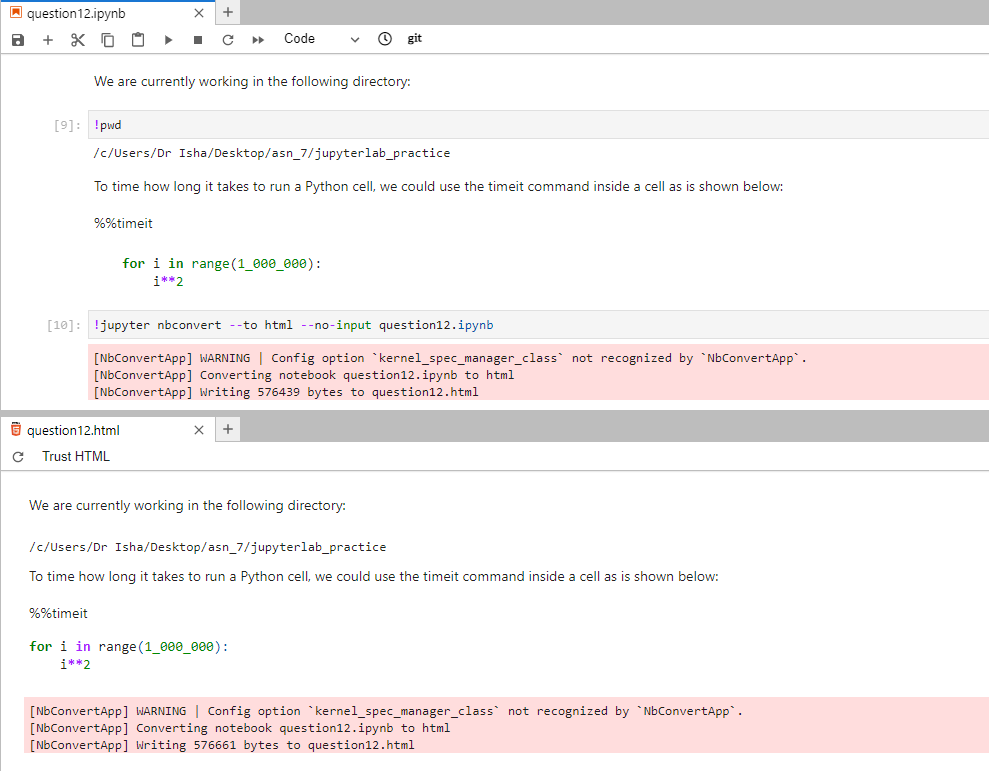 question12.ipynb
Code
git
We are currently working in the following directory:
[9]:
!pwd
/c/Users/Dr Isha/Desktop/asn_7/jupyterlab_practice
To time how long it takes to run a Python cell, we could use the timeit command inside a cell as is shown below:
%%timeit
for i in range(1_000_000):
    i**2
[10]:
!jupyter nbconvert --to html --no-input question12.ipynb
[NbConvertApp] WARNING | Config option `kernel_spec_manager_class` not recognized by `NbConvertApp`.
[NbConvertApp] Converting notebook question12.ipynb to html
[NbConvertApp] Writing 576439 bytes to question12.html
question12.html
Trust HTML
We are currently working in the following directory:
/c/Users/Dr Isha/Desktop/asn_7/jupyterlab_practice
To time how long it takes to run a Python cell, we could use the timeit command inside a cell as is shown below:
%%timeit
for i in range(1_000_000):
    i**2
[NbConvertApp] WARNING | Config option `kernel_spec_manager_class` not recognized by `NbConvertApp`.
[NbConvertApp] Converting notebook question12.ipynb to html
[NbConvertApp] Writing 576661 bytes to question12.html